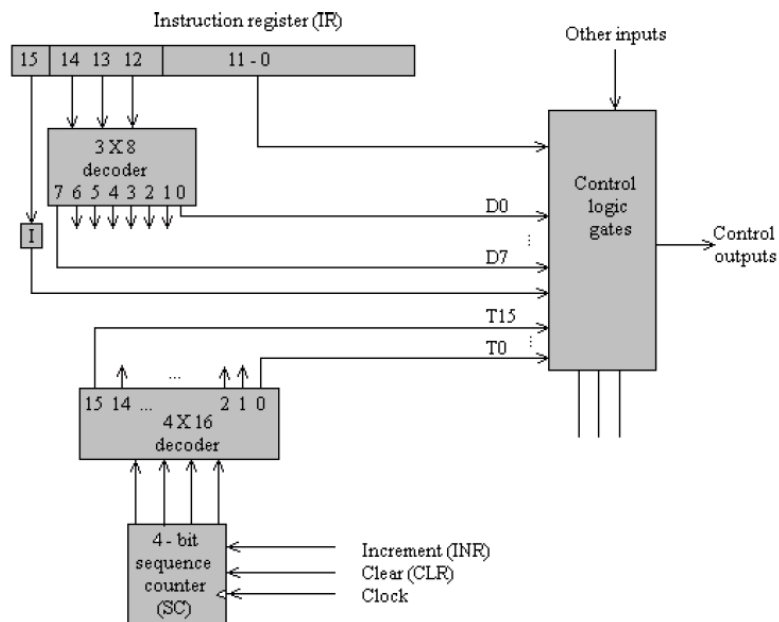 Instruction register (IR)
Other inputs
15 14 13 12 11 - 0
3 X 8
decoder
7 6 5 4 3 2 1 0
Control
logic
gates
D0
...
I
D7
Control
outputs
T15
...
T0
...
15 14 ... 2 1 0
4 X 16
decoder
4 - bit
sequence
counter
(SC)
Increment (INR)
Clear (CLR)
Clock